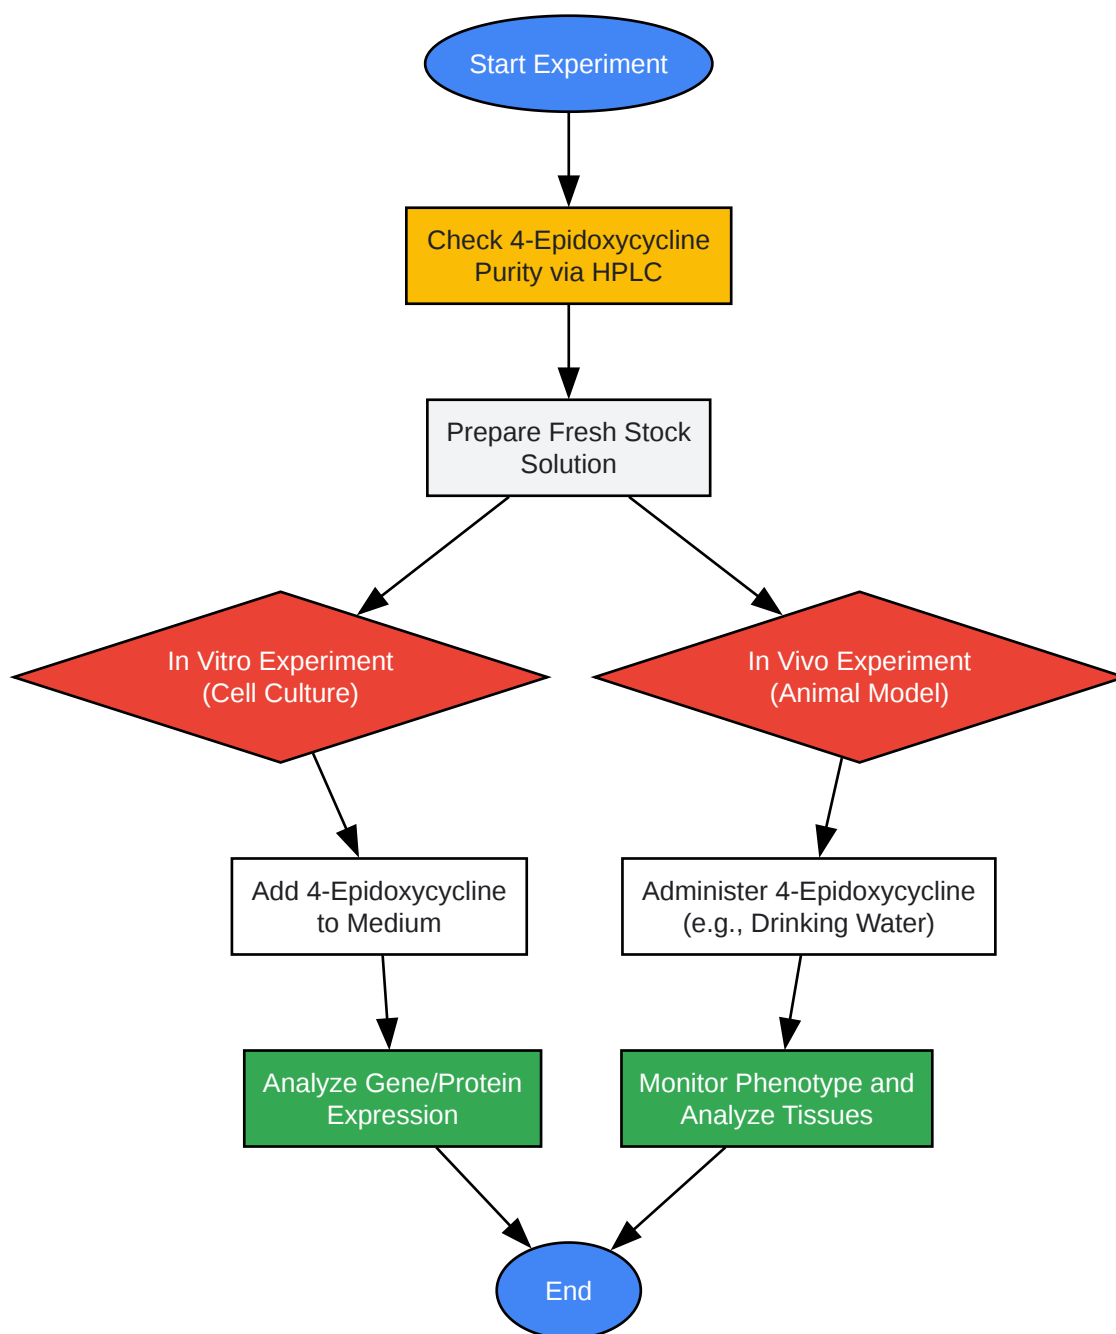 Start Experiment
Check 4-Epidoxycycline
Purity via HPLC
Prepare Fresh Stock
Solution
In Vitro Experiment
(Cell Culture)
In Vivo Experiment
(Animal Model)
Add 4-Epidoxycycline
to Medium
Administer 4-Epidoxycycline
(e.g., Drinking Water)
Analyze Gene/Protein
Expression
Monitor Phenotype and
Analyze Tissues
End